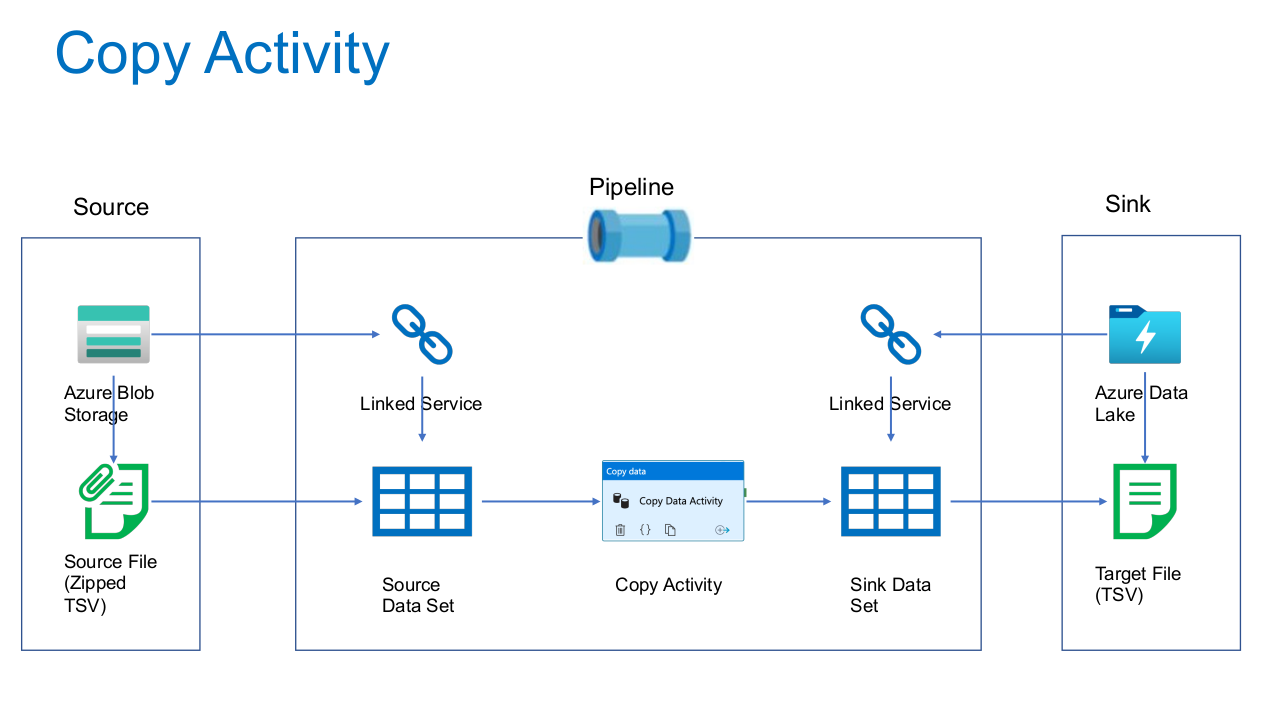 Copy Activity
Source
Pipeline
Sink
Azure Blob
Storage
Linked Service
Linked Service
Azure Data
Lake
Copy data
Copy Data Activity
{}
Source File
(Zipped
TSV)
Source
Data Set
Copy Activity
Sink Data
Set
Target File
(TSV)